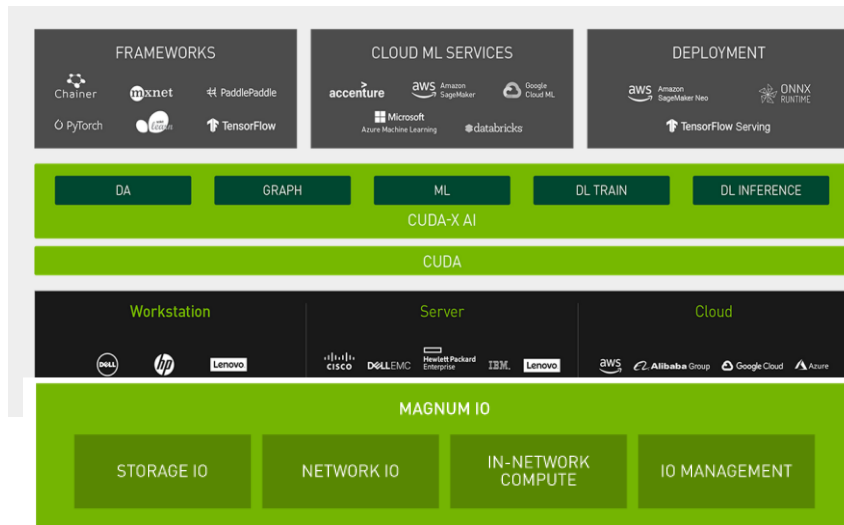 FRAMEWORKS
Chainer
mxnet
PaddlePaddle
PyTorch
learn
TensorFlow
CLOUD ML SERVICES
accenture
aws Amazon SageMaker
Google Cloud ML
Microsoft
Azure Machine Learning
databricks
DEPLOYMENT
aws Amazon SageMaker Neo
ONNX RUNTIME
TensorFlow Serving
DA
GRAPH
ML
DL TRAIN
DL INFERENCE
CUDA-X AI
CUDA
Workstation
DELL
hp
Lenovo
Server
CISCO
DELLEMC
Hewlett Packard
Enterprise
IBM.
Lenovo
Cloud
aws
Alibaba Group
Google Cloud
Azure
MAGNUM IO
STORAGE IO
NETWORK IO
IN-NETWORK
COMPUTE
IO MANAGEMENT